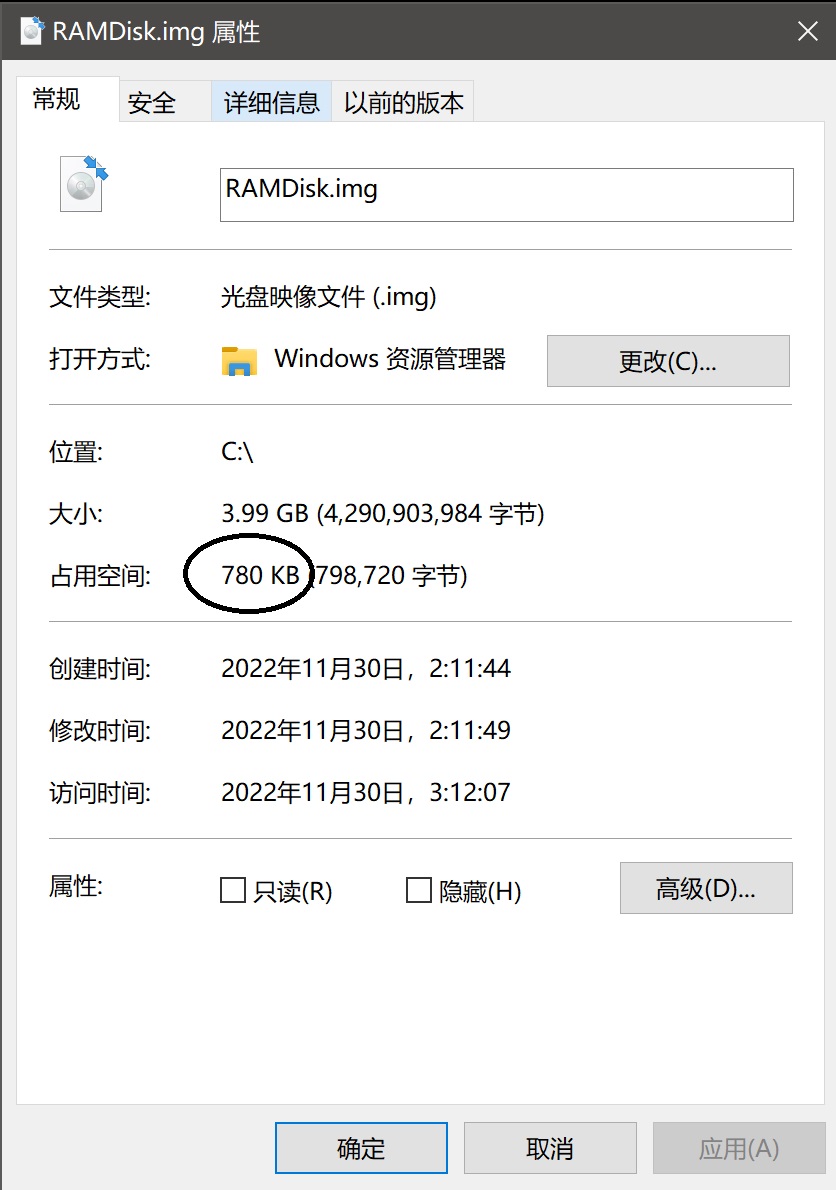 RAMDisk.img 属性
常规 安全 详细信息 以前的版本
RAMDisk.img
文件类型: 光盘映像文件 (.img)
打开方式: Windows 资源管理器 更改(C)...
位置: C:\
大小: 3.99 GB (4,290,903,984 字节)
占用空间: 780 KB (798,720 字节)
创建时间: 2022年11月30日，2:11:44
修改时间: 2022年11月30日，2:11:49
访问时间: 2022年11月30日，3:12:07
属性: 只读(R) 隐藏(H) 高级(D)...
确定 取消 应用(A)